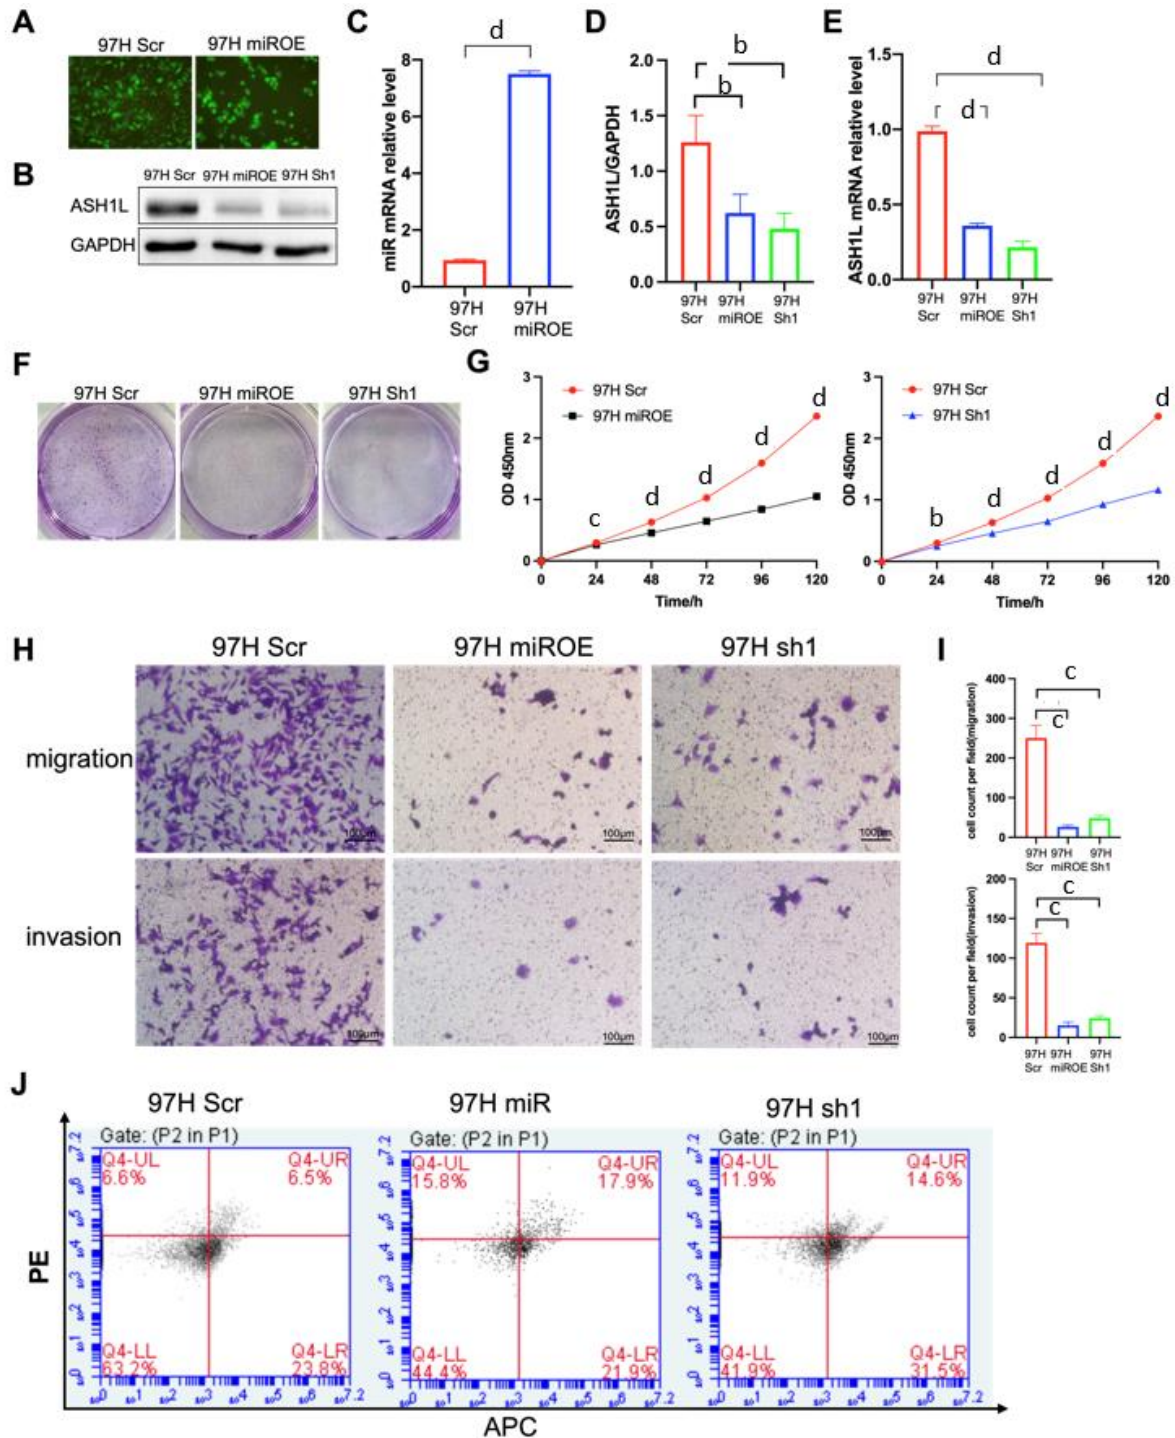 A
97H Scr 97H miROE
B
97H Scr 97H miROE 97H Sh1
ASH1L
GAPDH
C
miR mRNA relative level
d
8
6
4
2
0
97H Scr
97H miROE
D
ASH1L/GAPDH
b
b
2.0
1.5
1.0
0.5
0.0
97H Scr
97H miROE
97H Sh1
E
ASH1L mRNA relative level
d
d
1.5
1.0
0.5
0.0
97H Scr
97H miROE
97H Sh1
F
97H Scr 97H miROE 97H Sh1
G
OD 450nm
3
2
1
0
97H Scr
97H miROE
c d d d d
0 24 48 72 96 120
Time/h
OD 450nm
3
2
1
0
97H Scr
97H Sh1
b d d d d
0 24 48 72 96 120
Time/h
H
97H Scr 97H miROE 97H sh1
migration
100μm 100μm 100μm
invasion
100μm 100μm 100μm
I
cell count per field(migration)
c
c
400
300
200
100
0
97H Scr
97H miROE
97H Sh1
cell count per field(invasion)
c
c
200
150
100
50
0
97H Scr
97H miROE
97H Sh1
J
97H Scr 97H miR 97H sh1
PE
Gate: (P2 in P1)
Q4-UL 6.6%
Q4-UR 6.5%
Q4-LL 63.2%
Q4-LR 23.8%
Gate: (P2 in P1)
Q4-UL 15.8%
Q4-UR 17.9%
Q4-LL 44.4%
Q4-LR 21.9%
Gate: (P2 in P1)
Q4-UL 11.9%
Q4-UR 14.6%
Q4-LL 41.9%
Q4-LR 31.5%
APC